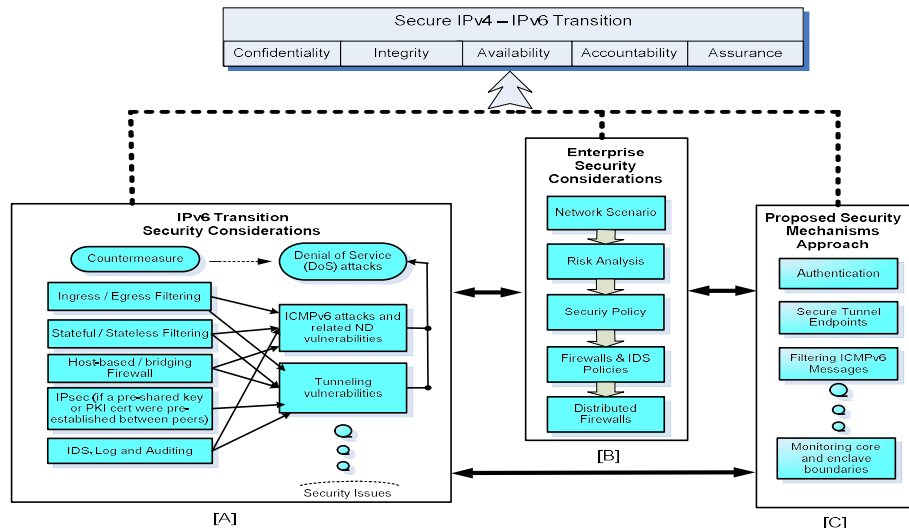 Secure IPv4 – IPv6 Transition
Confidentiality
Integrity
Availability
Accountability
Assurance
IPv6 Transition
Security Considerations
Countermeasure
Denial of Service
(DoS) attacks
Ingress / Egress Filtering
Stateful / Stateless Filtering
Host-based / bridging
Firewall
IPsec (if a pre-shared key
or PKI cert were pre-
established between peers)
IDS, Log and Auditing
ICMPv6 attacks and
related ND
vulnerabilities
Tunneling
vulnerabilities
Security Issues
[A]
Enterprise
Security
Considerations
Network Scenario
Risk Analysis
Securiy Policy
Firewalls & IDS
Policies
Distributed
Firewalls
[B]
Proposed Security
Mechanisms
Approach
Authentication
Secure Tunnel
Endpoints
Filtering ICMPv6
Messages
Monitoring core
and enclave
boundaries
[C]